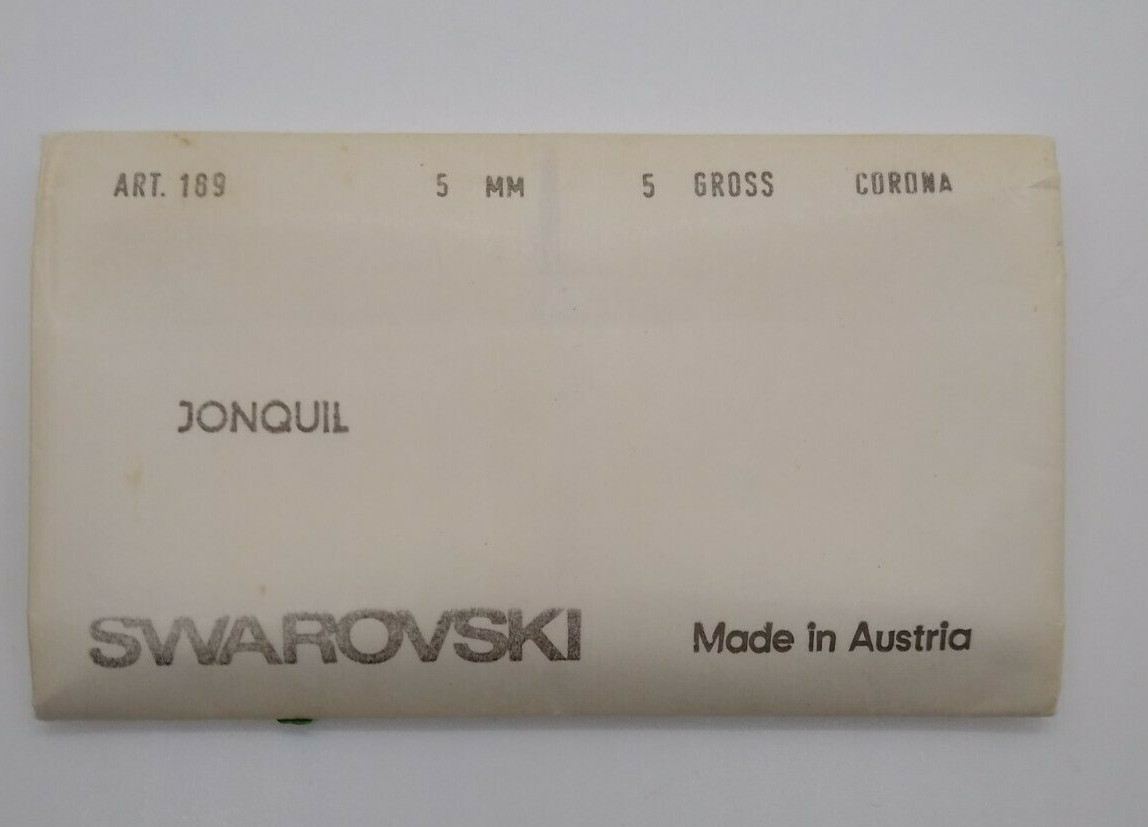 ART. 189 5 MM 5 GROSS CORONA
JONQUIL
SWAROVSKI Made in Austria